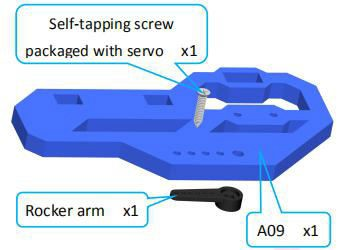 Self-tapping screw
packaged with servo x1
Rocker arm x1
A09 x1